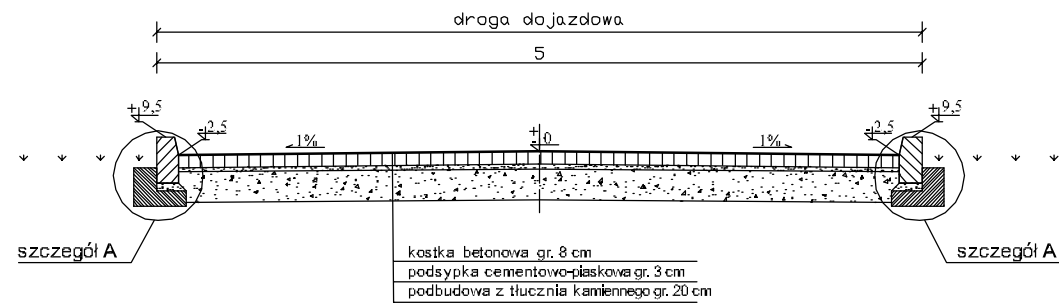 droga dojazdowa
5
+9,5 +9,5
-2,5 1% ±0 1% -2,5
szczegół A szczegół A
kostka betonowa gr. 8 cm
podsypka cementowo-piaskowa gr. 3 cm
podbudowa z tłucznia kamiennego gr. 20 cm